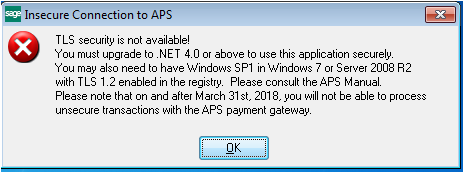 sage Insecure Connection to APS
TLS security is not available!
You must upgrade to .NET 4.0 or above to use this application securely.
You may also need to have Windows SP1 in Windows 7 or Server 2008 R2
with TLS 1.2 enabled in the registry.  Please consult the APS Manual.
Please note that on and after March 31st, 2018, you will not be able to process
unsecure transactions with the APS payment gateway.
OK